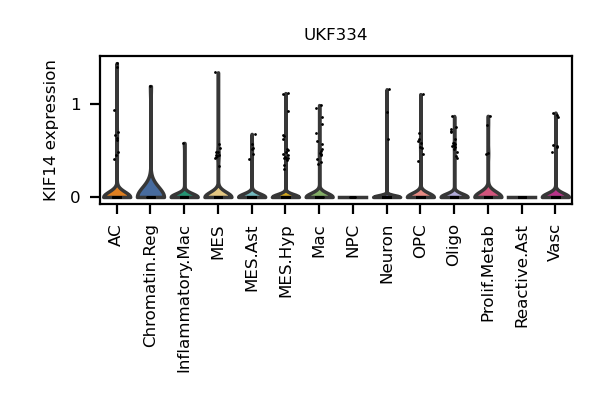 UKF334
KIF14 expression
1
0
AC
Chromatin.Reg
Inflammatory.Mac
MES
MES.Ast
MES.Hyp
Mac
NPC
Neuron
OPC
Oligo
Prolif.Metab
Reactive.Ast
Vasc